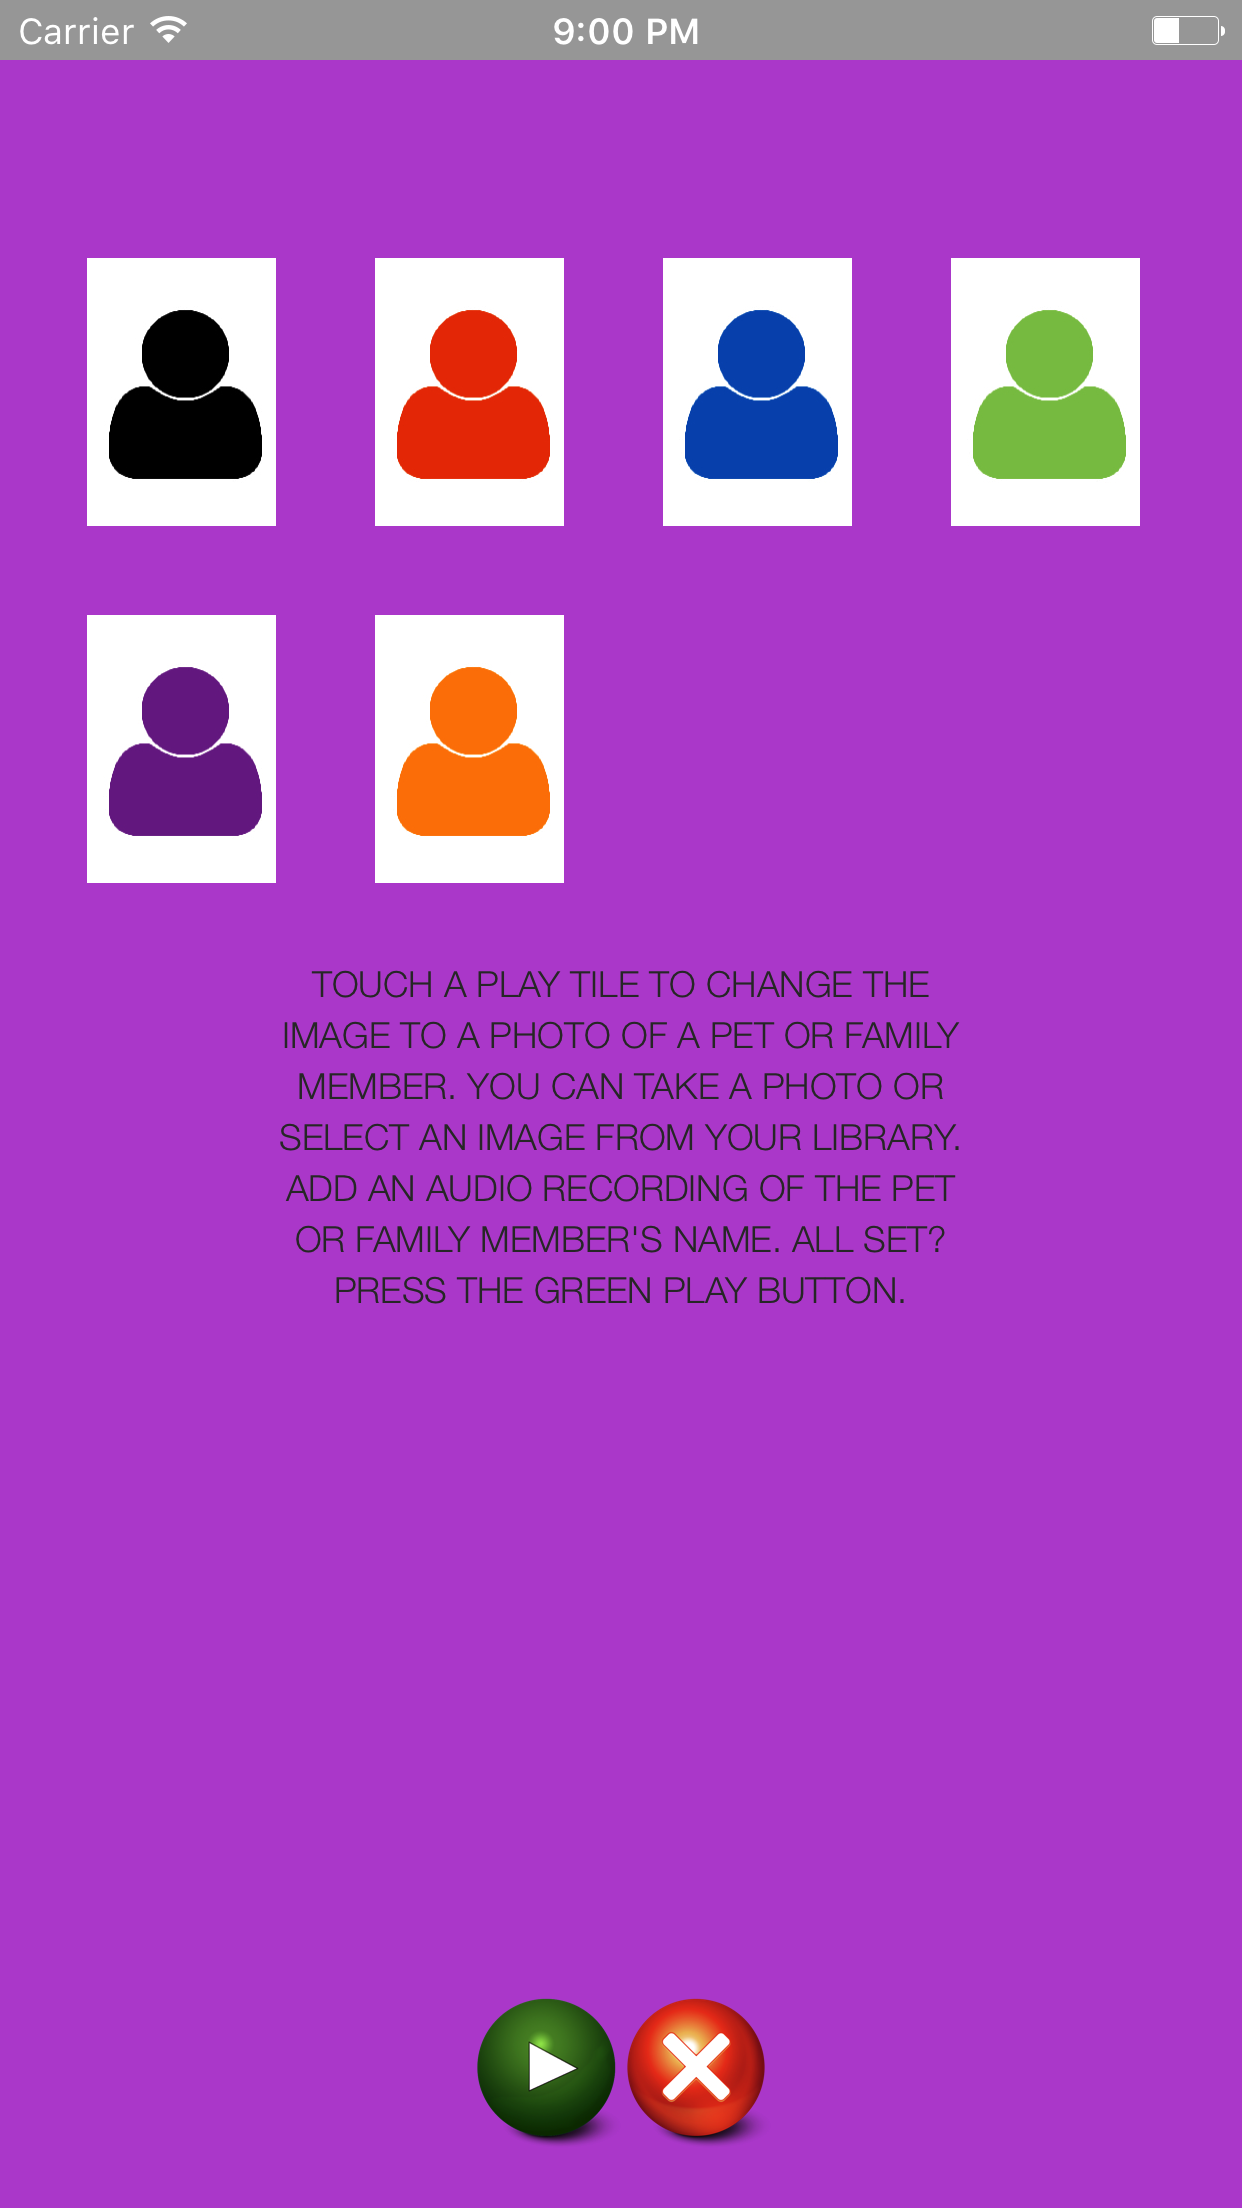 Carrier 9:00 PM
TOUCH A PLAY TILE TO CHANGE THE
IMAGE TO A PHOTO OF A PET OR FAMILY
MEMBER. YOU CAN TAKE A PHOTO OR
SELECT AN IMAGE FROM YOUR LIBRARY.
ADD AN AUDIO RECORDING OF THE PET
OR FAMILY MEMBER'S NAME. ALL SET?
PRESS THE GREEN PLAY BUTTON.